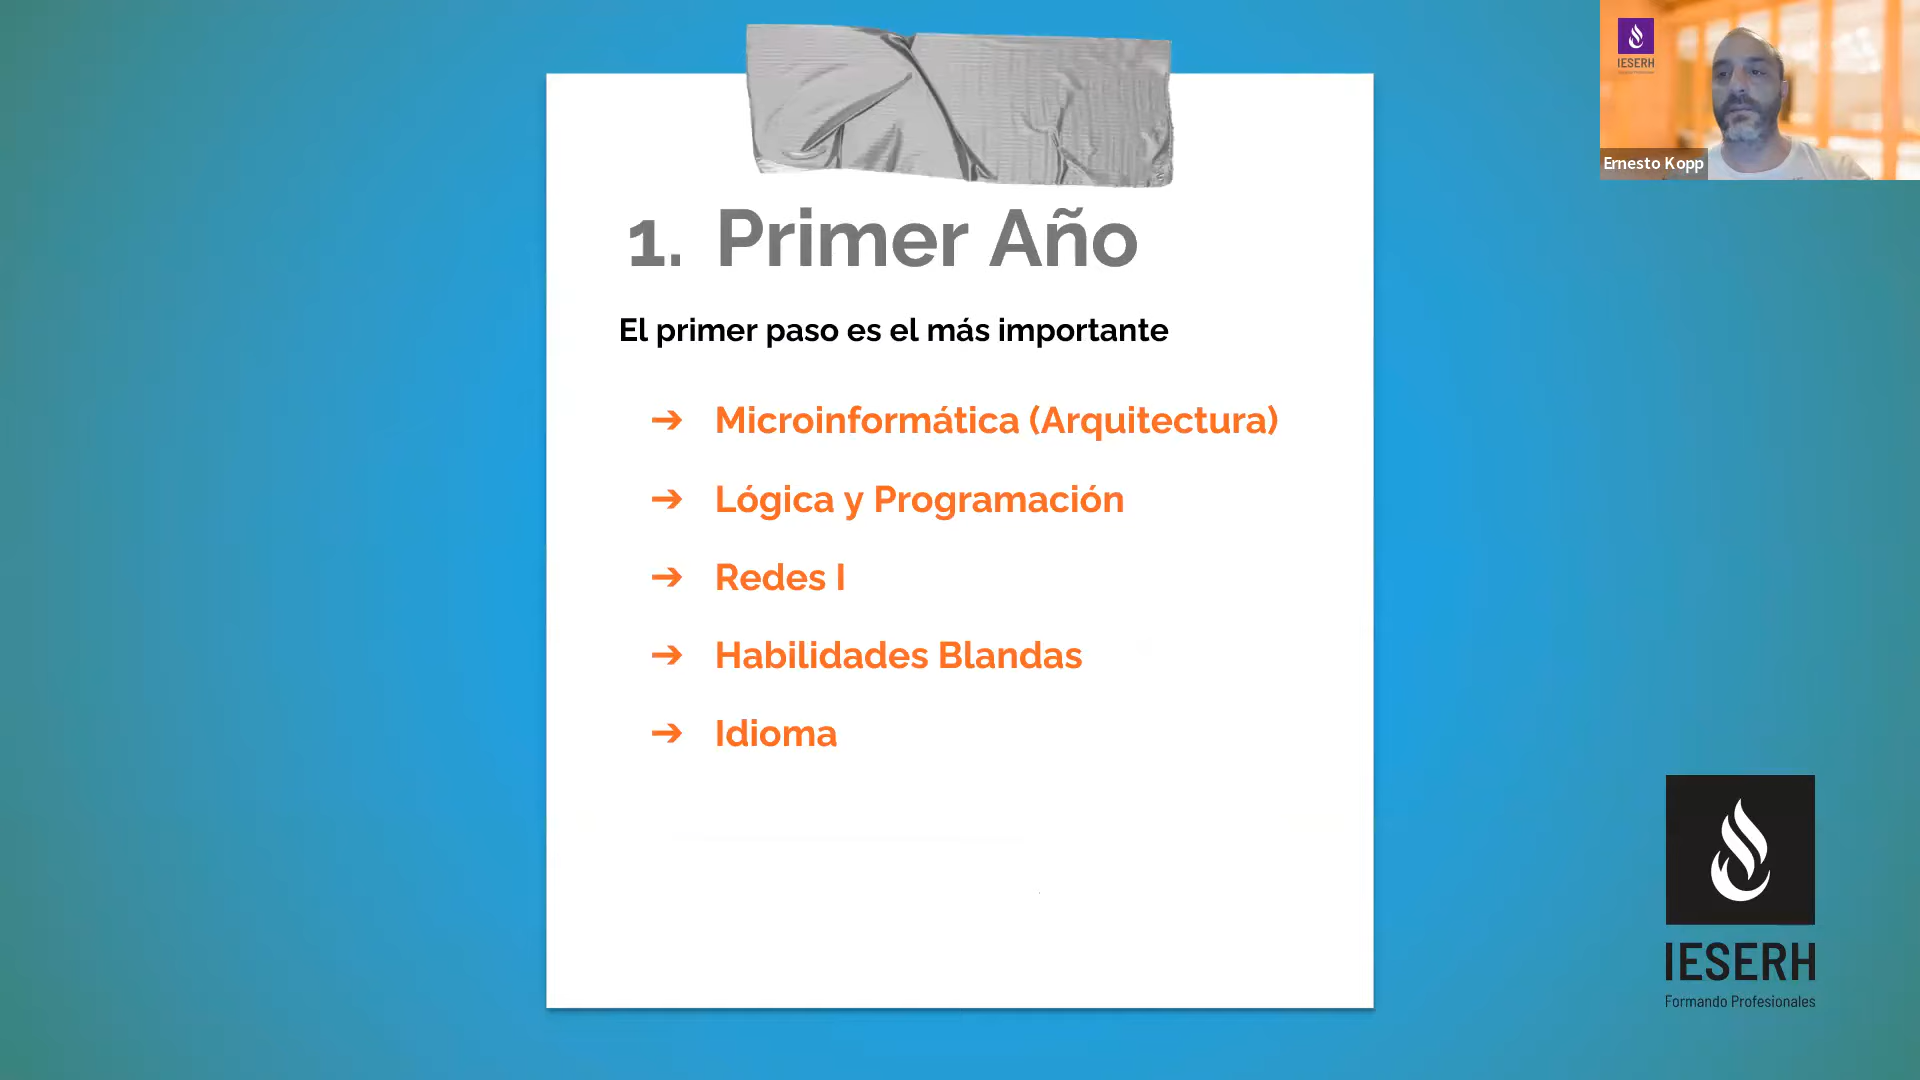 IESERH
Ernesto Kopp
1. Primer Año
El primer paso es el más importante
➔ Microinformática (Arquitectura)
➔ Lógica y Programación
➔ Redes I
➔ Habilidades Blandas
➔ Idioma
IESERH
Formando Profesionales